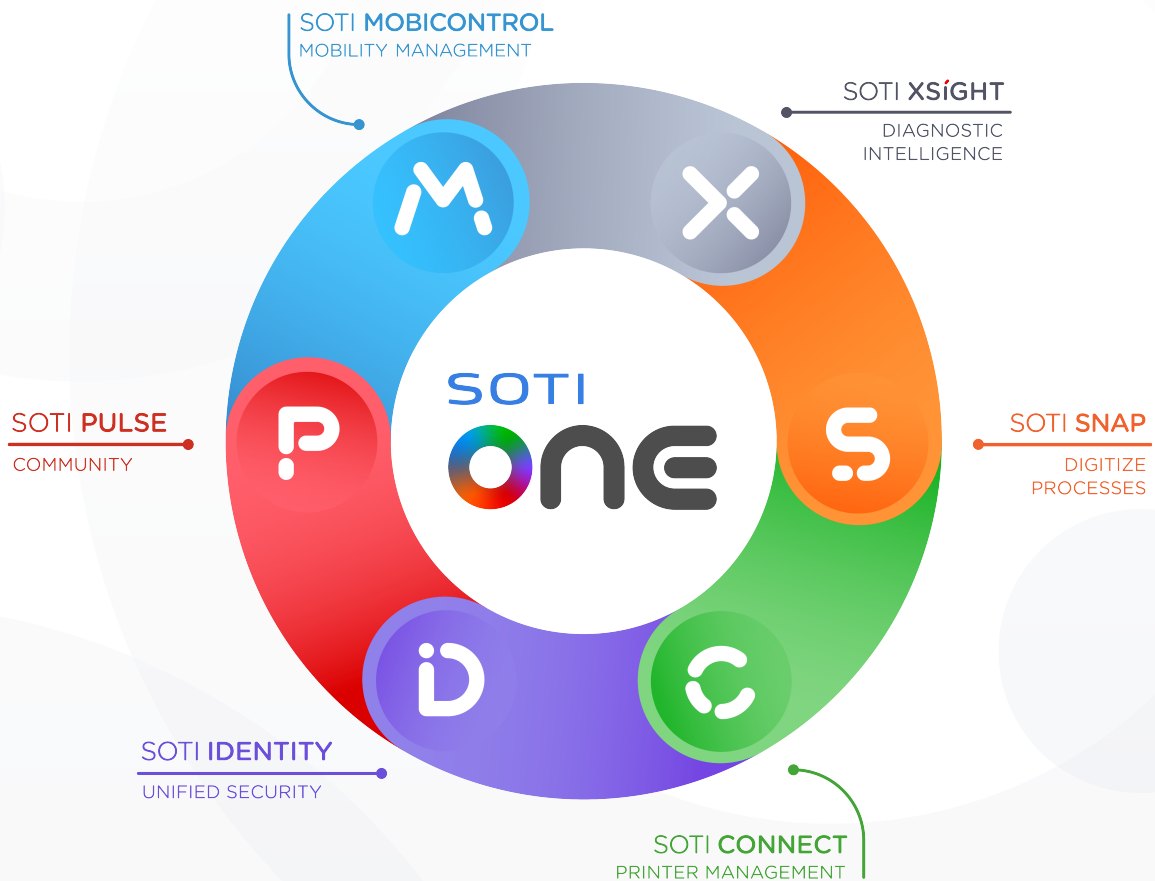 SOTI MOBICONTROL
MOBILITY MANAGEMENT
SOTI XSíGHT
DIAGNOSTIC
INTELLIGENCE
M
X
SOTI PULSE
COMMUNITY
P
SOTI
ONE
S
SOTI SNAP
DIGITIZE
PROCESSES
D
C
SOTI IDENTITY
UNIFIED SECURITY
SOTI CONNECT
PRINTER MANAGEMENT